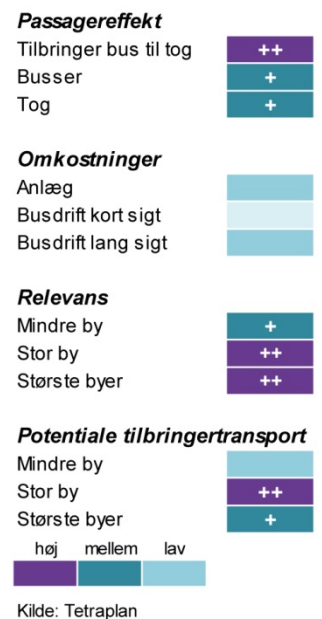 Passagereffekt
Tilbringer bus til tog ++
Busser +
Tog +
Omkostninger
Anlæg
Busdrift kort sigt
Busdrift lang sigt
Relevans
Mindre by +
Stor by ++
Største byer ++
Potentiale tilbringertransport
Mindre by
Stor by ++
Største byer +
høj mellem lav
Kilde: Tetraplan